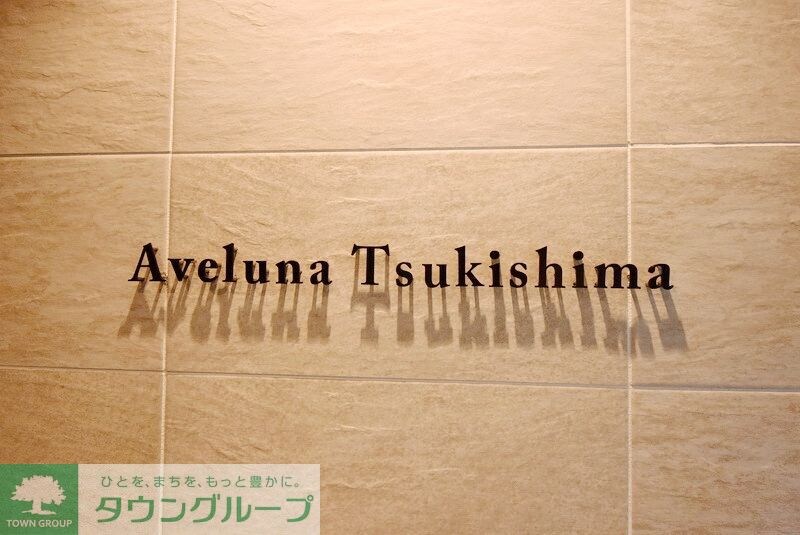 Aveluna Tsukishima
ひとを、まちを、もっと豊かに。
タウングループ
TOWN GROUP